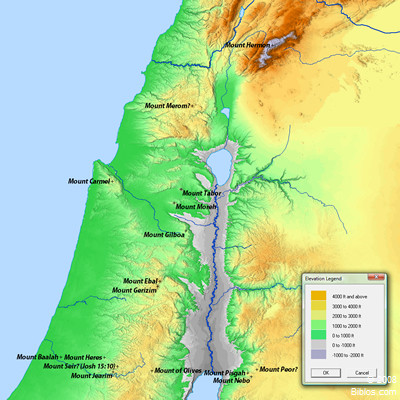 Mount Hermon
Mount Merom?
Mount Carmel
Mount Tabor
Mount Moreh
Mount Gilboa
Mount Ebal
Mount Gerizim
Mount Baalah
Mount Heres
Mount Seir? (Josh 15:10)
Mount Jearim
Mount of Olives
Mount Pisgah
Mount Nebo
Mount Peor?
Elevation Legend
4000 ft and above
3000 to 4000 ft
2000 to 3000 ft
1000 to 2000 ft
0 to 1000 ft
0 to -1000 ft
-1000 to -2000 ft
OK
Cancel
Biblos.com